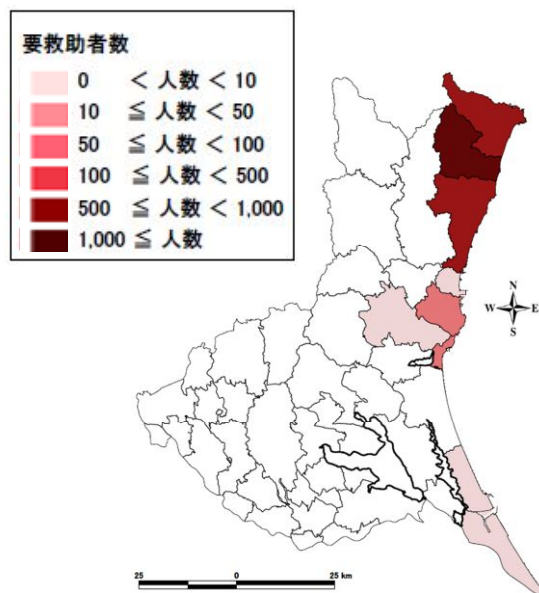 要救助者数
0 < 人数 < 10
10 ≦ 人数 < 50
50 ≦ 人数 < 100
100 ≦ 人数 < 500
500 ≦ 人数 < 1,000
1,000 ≦ 人数
N
W E
S
25 0 25 km